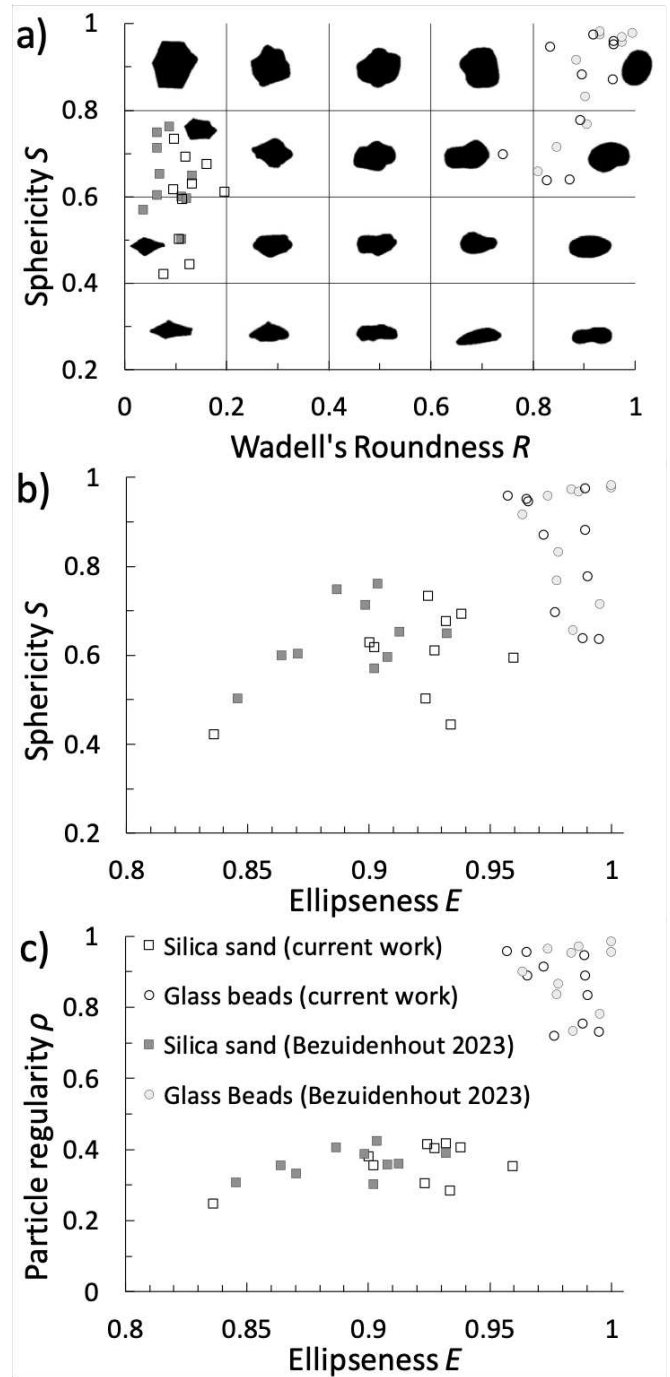 a)
1
0.8
0.6
0.4
0.2
Sphericity S
0 0.2 0.4 0.6 0.8 1
Wadell's Roundness R
b)
1
0.8
0.6
0.4
0.2
Sphericity S
0.8 0.85 0.9 0.95 1
Ellipseness E
c)
1
0.8
0.6
0.4
0.2
0
Particle regularity ρ
Silica sand (current work)
Glass beads (current work)
Silica sand (Bezuidenhout 2023)
Glass Beads (Bezuidenhout 2023)
0.8 0.85 0.9 0.95 1
Ellipseness E